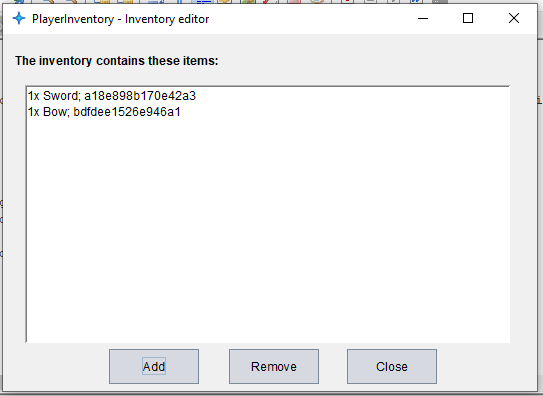 PlayerInventory - Inventory editor
The inventory contains these items:
1x Sword; a18e898b170e42a3
1x Bow; bdfdee1526e946a1
Add
Remove
Close